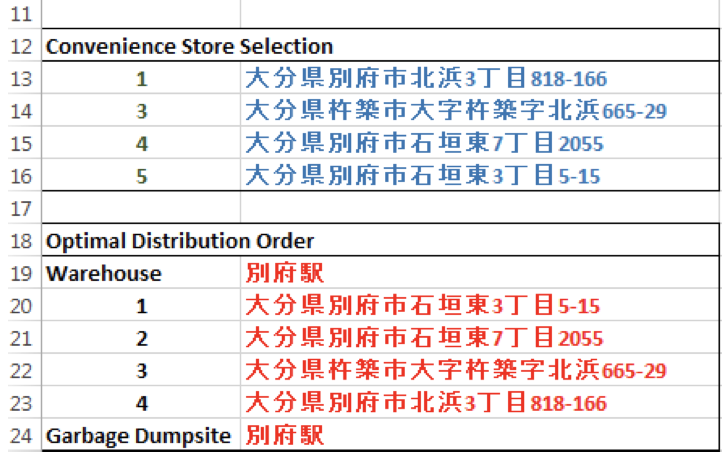 11
12 Convenience Store Selection
13 1 大分県別府市北浜3丁目818-166
14 3 大分県杵築市大字杵築字北浜665-29
15 4 大分県別府市石垣東7丁目2055
16 5 大分県別府市石垣東3丁目5-15
17
18 Optimal Distribution Order
19 Warehouse 別府駅
20 1 大分県別府市石垣東3丁目5-15
21 2 大分県別府市石垣東7丁目2055
22 3 大分県杵築市大字杵築字北浜665-29
23 4 大分県別府市北浜3丁目818-166
24 Garbage Dumpsite 別府駅